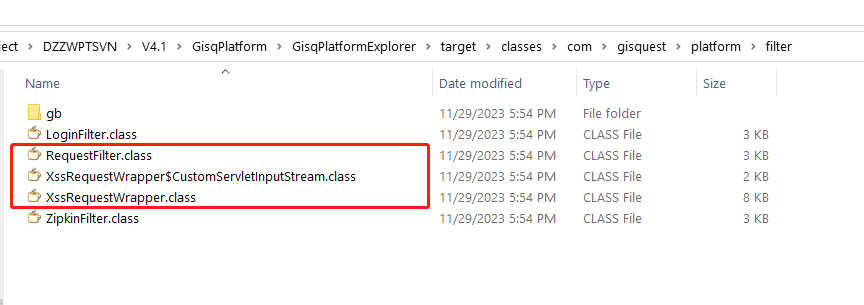 ject > DZZWPTSVN > V4.1 > GisqPlatform > GisqPlatformExplorer > target > classes > com > gisquest > platform > filter
Name Date modified Type Size
gb 11/29/2023 5:54 PM File folder
LoginFilter.class 11/29/2023 5:54 PM CLASS File 3 KB
RequestFilter.class 11/29/2023 5:54 PM CLASS File 3 KB
XssRequestWrapper$CustomServletInputStream.class 11/29/2023 5:54 PM CLASS File 2 KB
XssRequestWrapper.class 11/29/2023 5:54 PM CLASS File 8 KB
ZipkinFilter.class 11/29/2023 5:54 PM CLASS File 3 KB